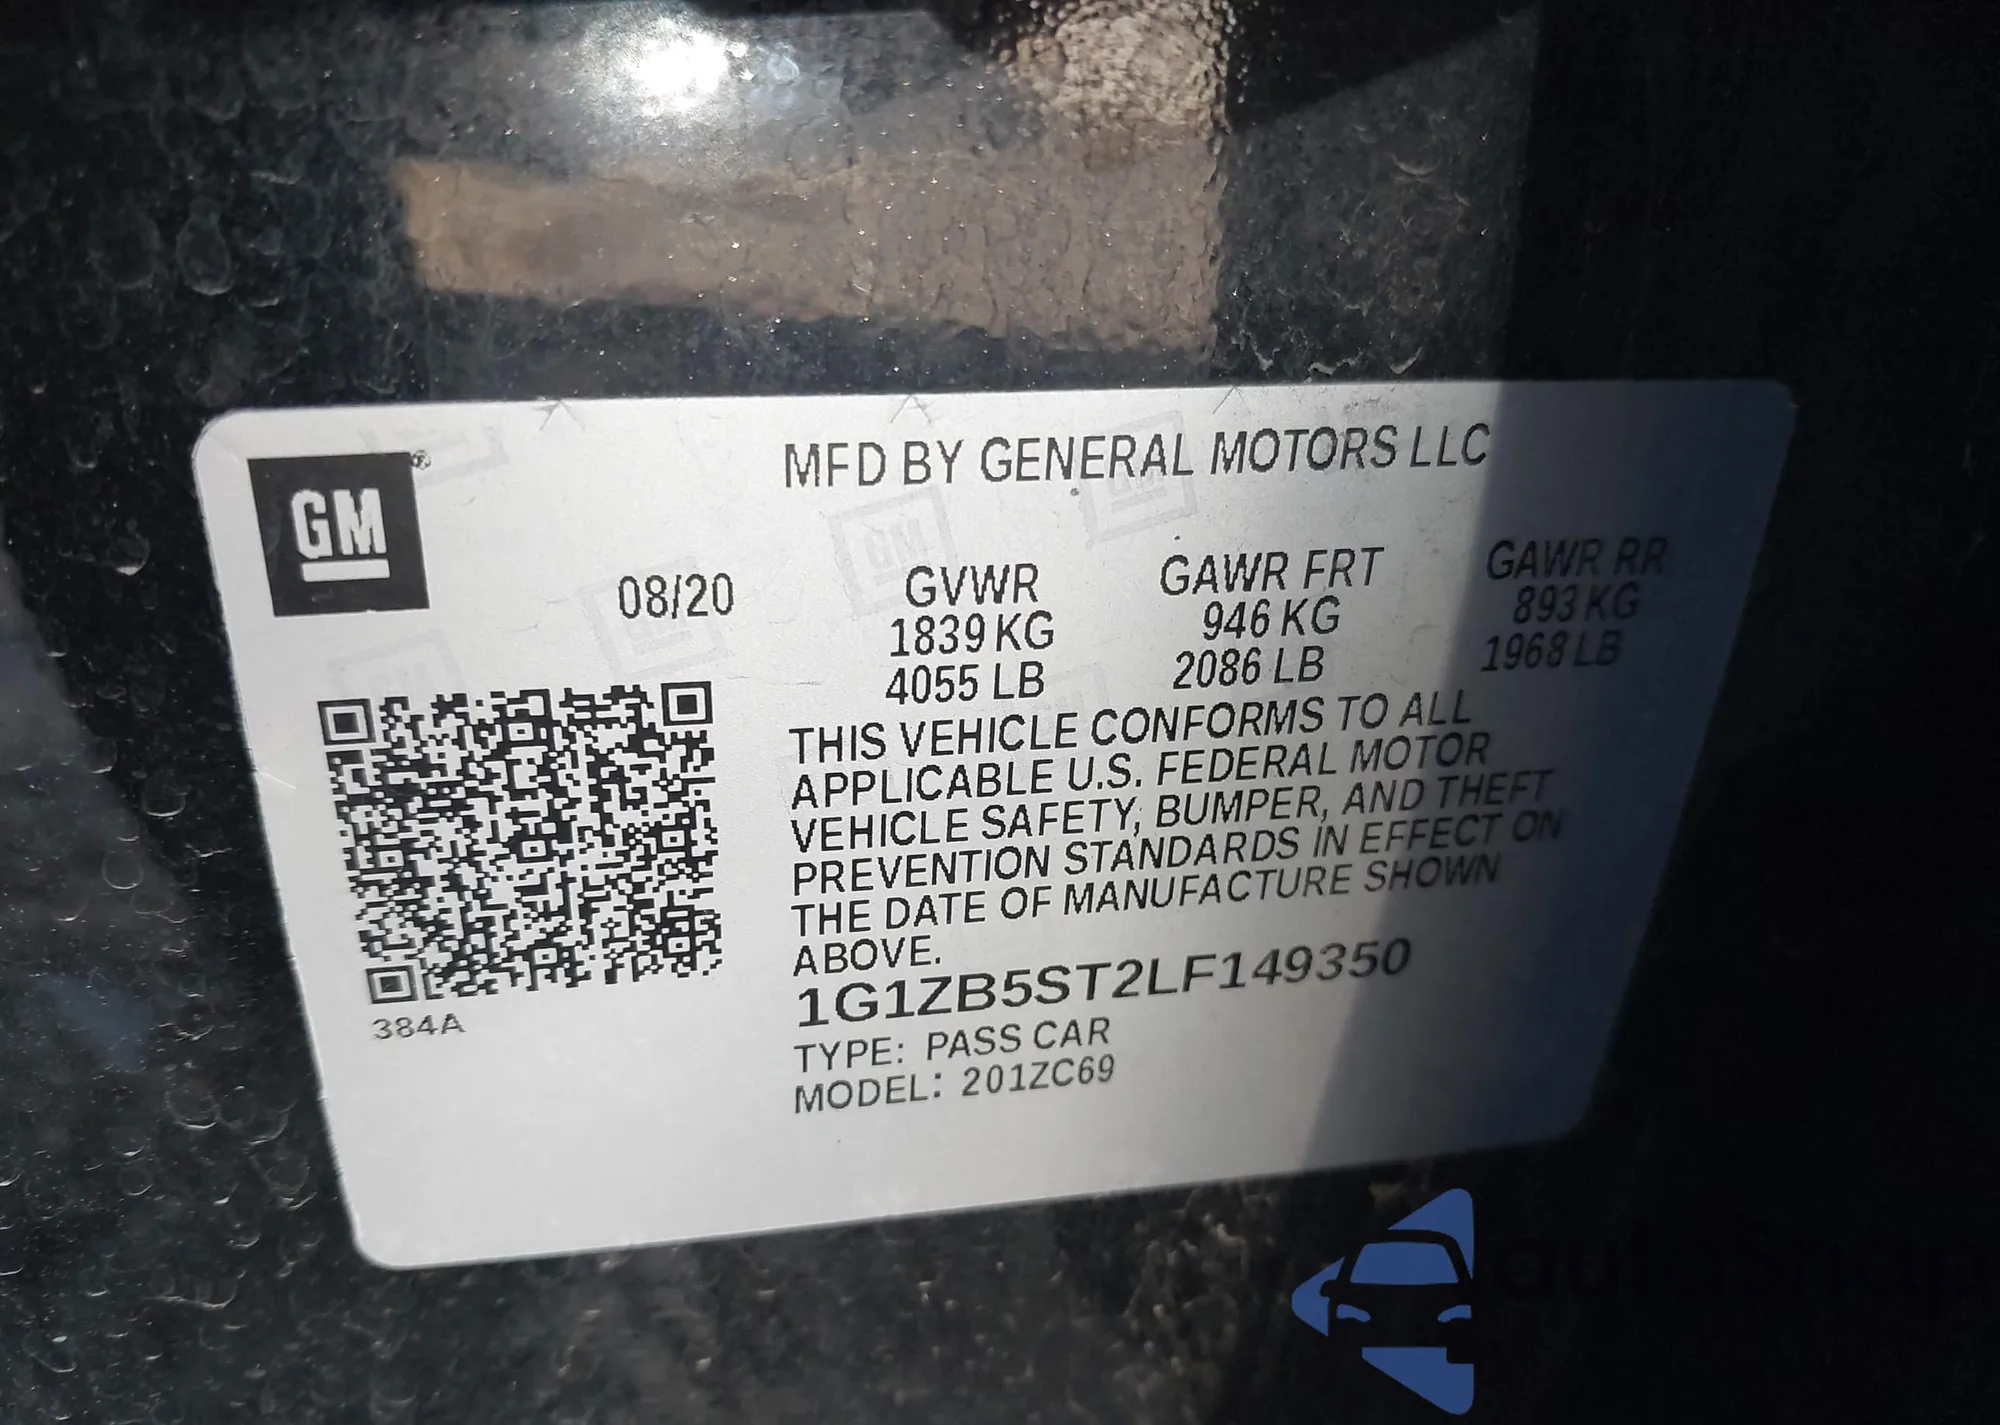 GM®
MFD BY GENERAL MOTORS LLC
08/20
GVWR
1839 KG
4055 LB
GAWR FRT
946 KG
2086 LB
GAWR RR
893 KG
1968 LB
THIS VEHICLE CONFORMS TO ALL
APPLICABLE U.S. FEDERAL MOTOR
VEHICLE SAFETY, BUMPER, AND THEFT
PREVENTION STANDARDS IN EFFECT ON
THE DATE OF MANUFACTURE SHOWN
ABOVE.
1G1ZB5ST2LF149350
TYPE: PASS CAR
MODEL: 201ZC69
384A